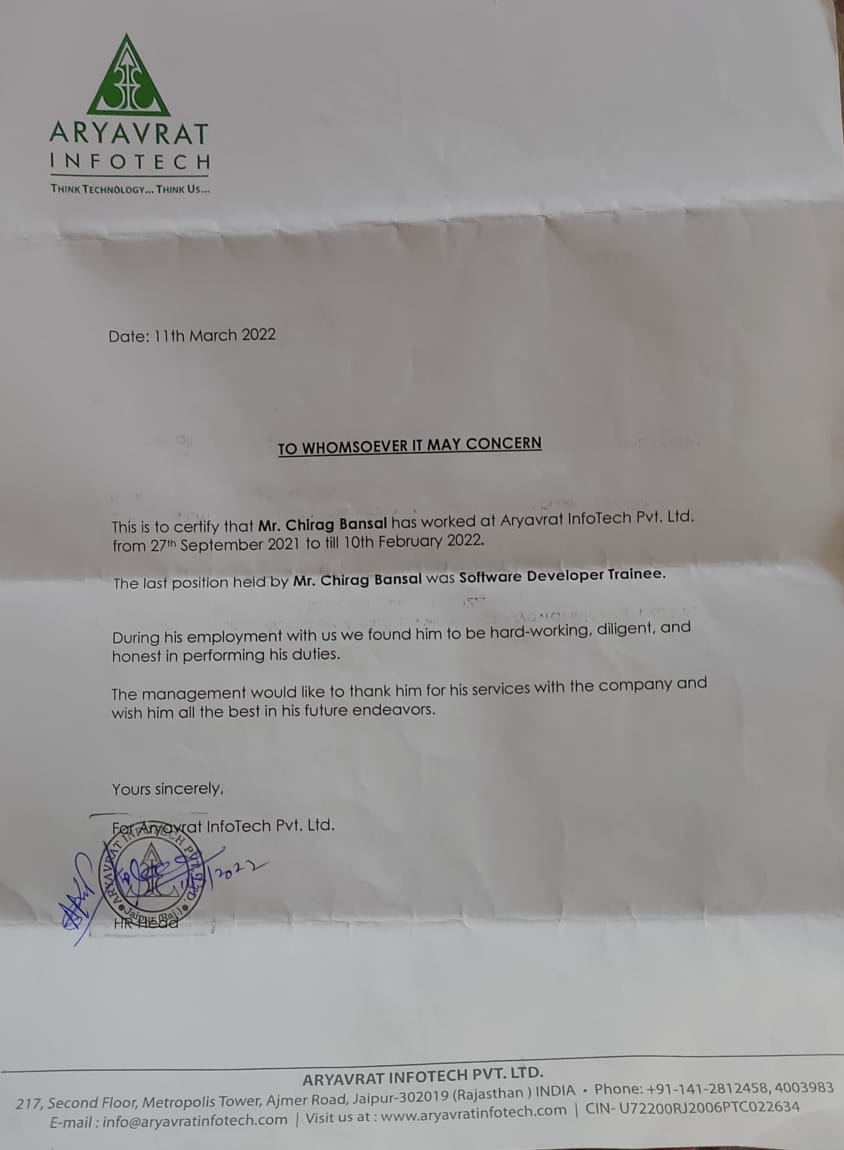 ARYAVRAT
INFOTECH
THINK TECHNOLOGY... THINK US...
Date: 11th March 2022
TO WHOMSOEVER IT MAY CONCERN
This is to certify that Mr. Chirag Bansal has worked at Aryavrat InfoTech Pvt. Ltd.
from 27th September 2021 to till 10th February 2022.
The last position held by Mr. Chirag Bansal was Software Developer Trainee.
During his employment with us we found him to be hard-working, diligent, and
honest in performing his duties.
The management would like to thank him for his services with the company and
wish him all the best in his future endeavors.
Yours sincerely,
For Aryavrat InfoTech Pvt. Ltd.
ARYAVRAT INFOTECH PVT. LTD.
Jaipur (Raj.)
2022
HR Head
ARYAVRAT INFOTECH PVT. LTD.
217, Second Floor, Metropolis Tower, Ajmer Road, Jaipur-302019 (Rajasthan ) INDIA • Phone: +91-141-2812458, 4003983
E-mail : info@aryavratinfotech.com | Visit us at : www.aryavratinfotech.com | CIN- U72200RJ2006PTC022634